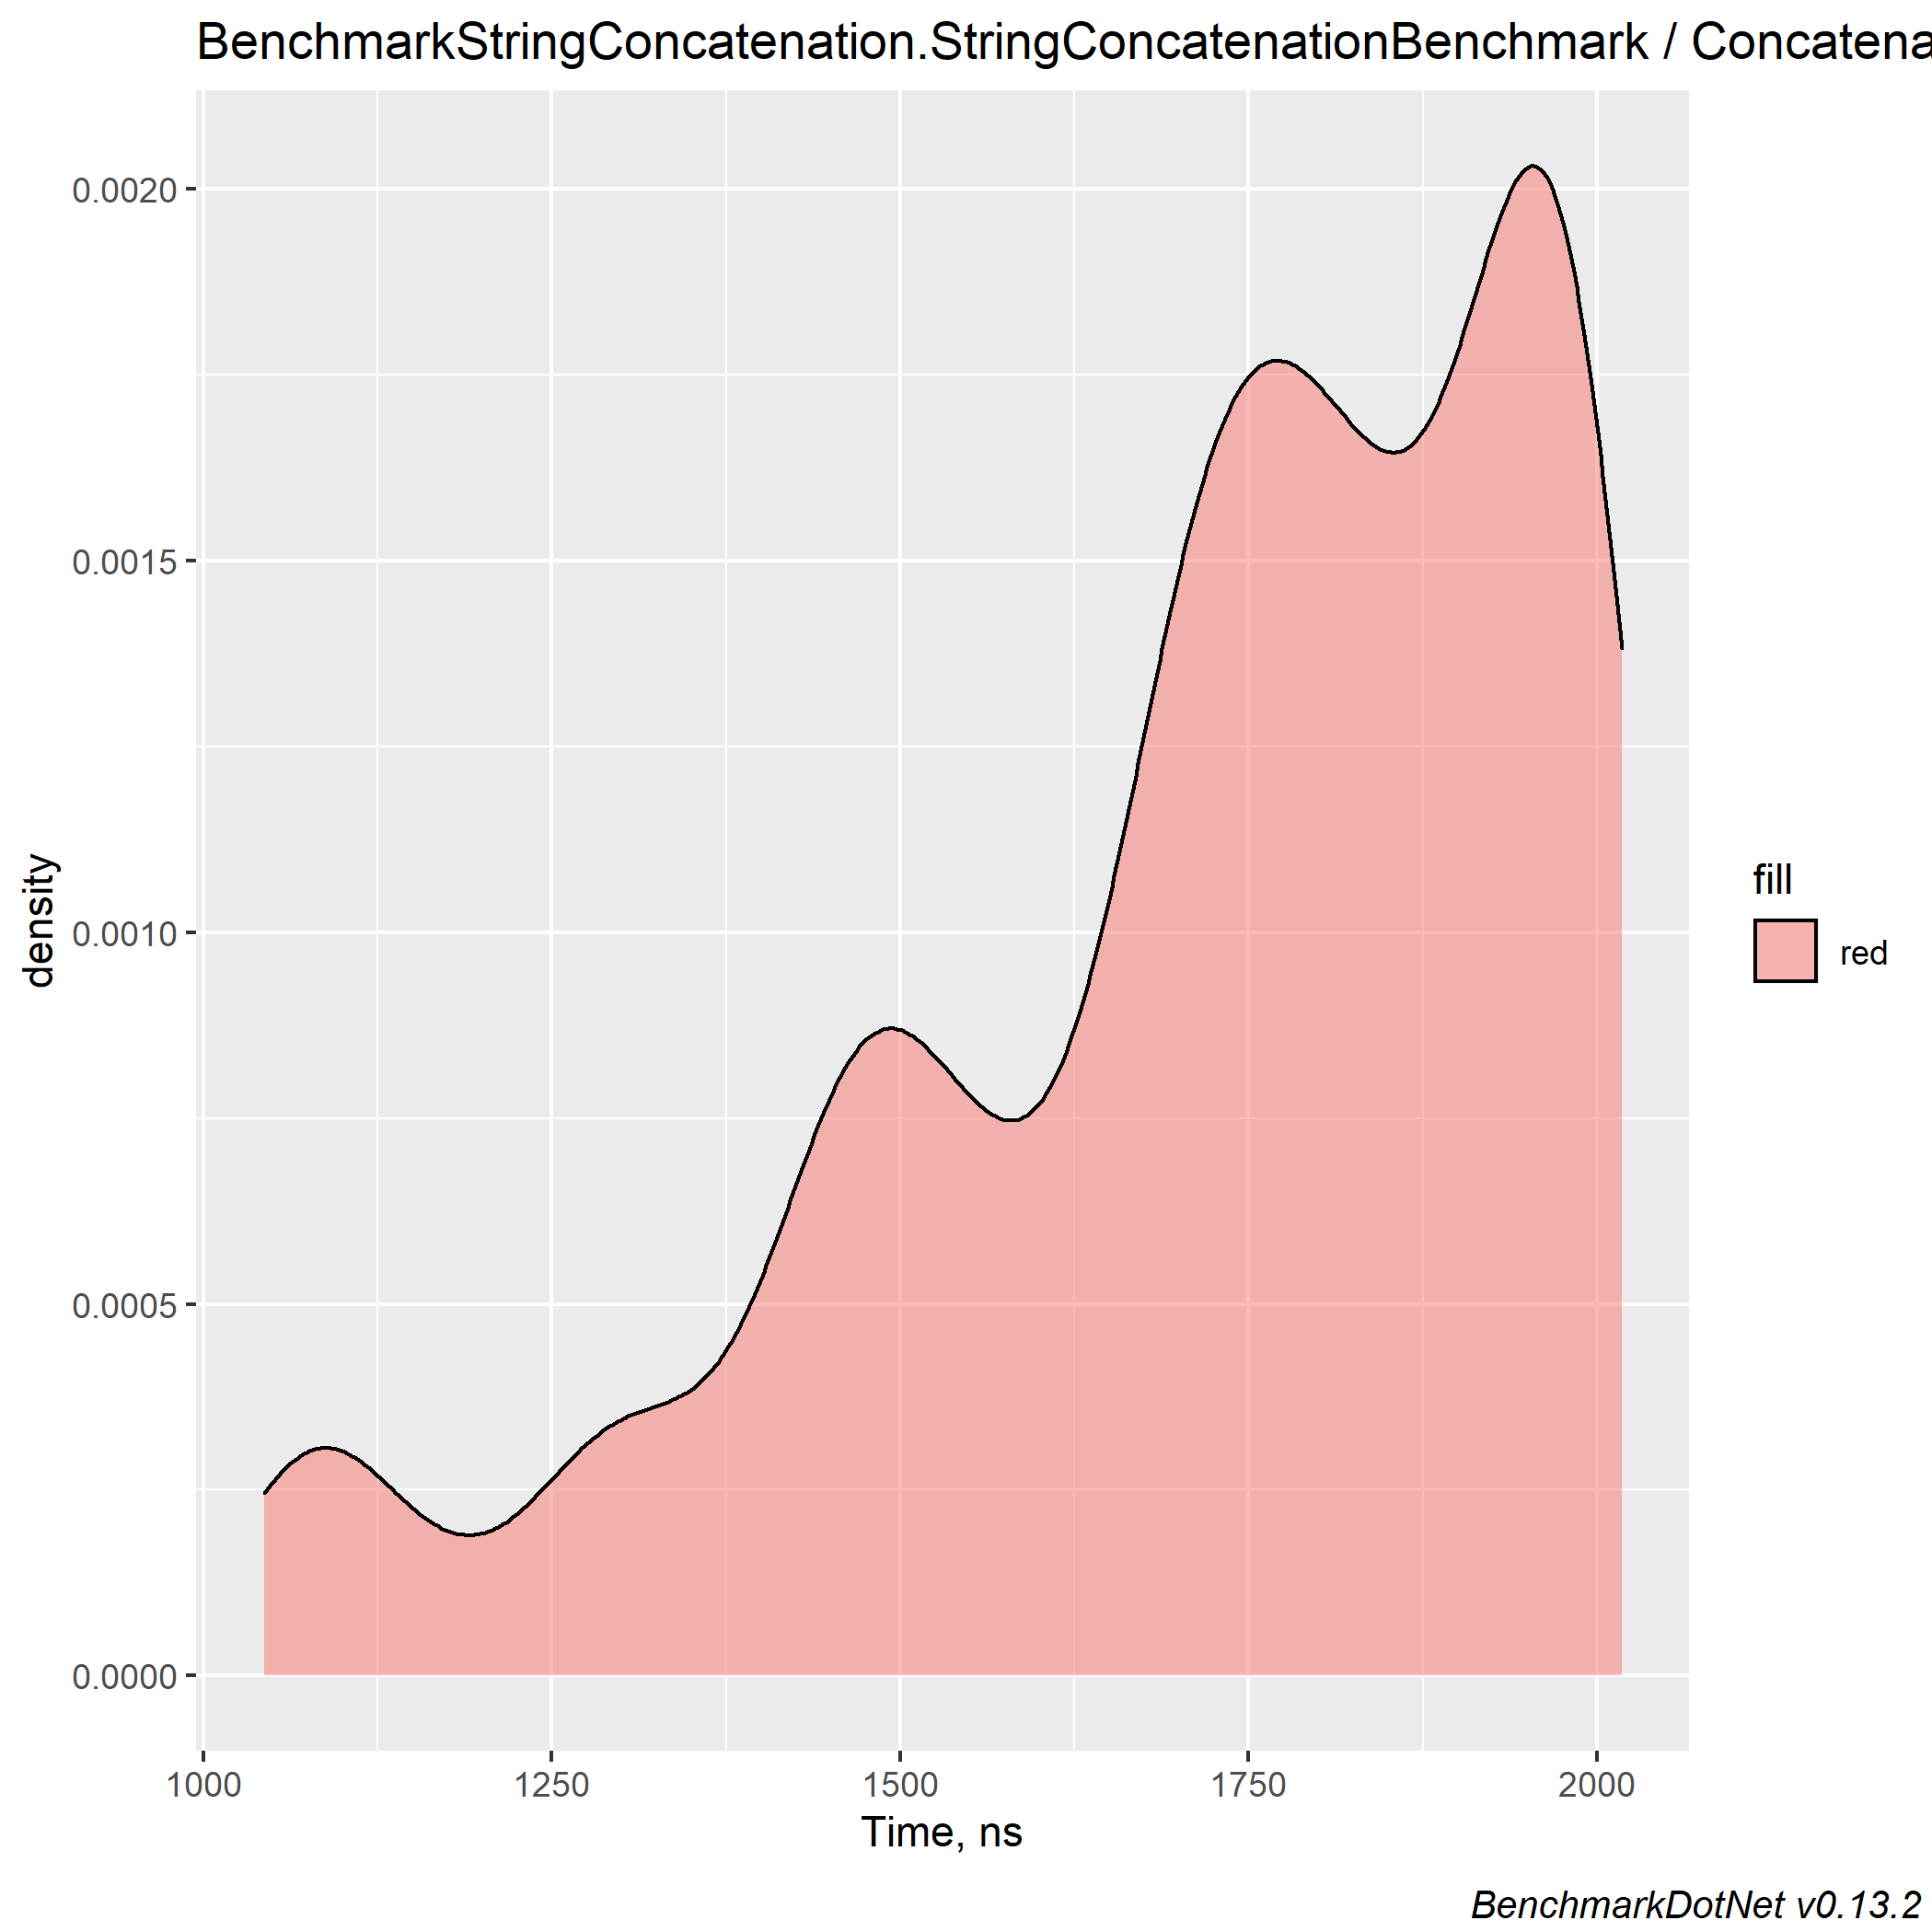 BenchmarkStringConcatenation.StringConcatenationBenchmark / Concatena
0.0020
0.0015
0.0010
0.0005
0.0000
density
1000 1250 1500 1750 2000
Time, ns
fill
red
BenchmarkDotNet v0.13.2